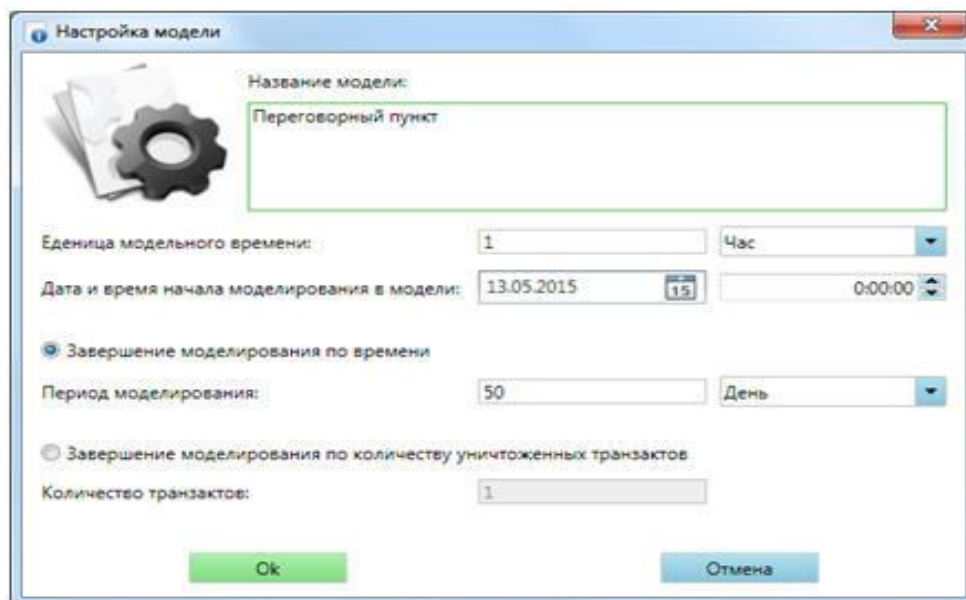 Настройка модели
Название модели:
Переговорный пункт
Еденица модельного времени: 1 Час
Дата и время начала моделирования в модели: 13.05.2015 15 0:00:00
Завершение моделирования по времени
Период моделирования: 50 День
Завершение моделирования по количеству уничтоженных транзактов
Количество транзактов: 1
Ok Отмена